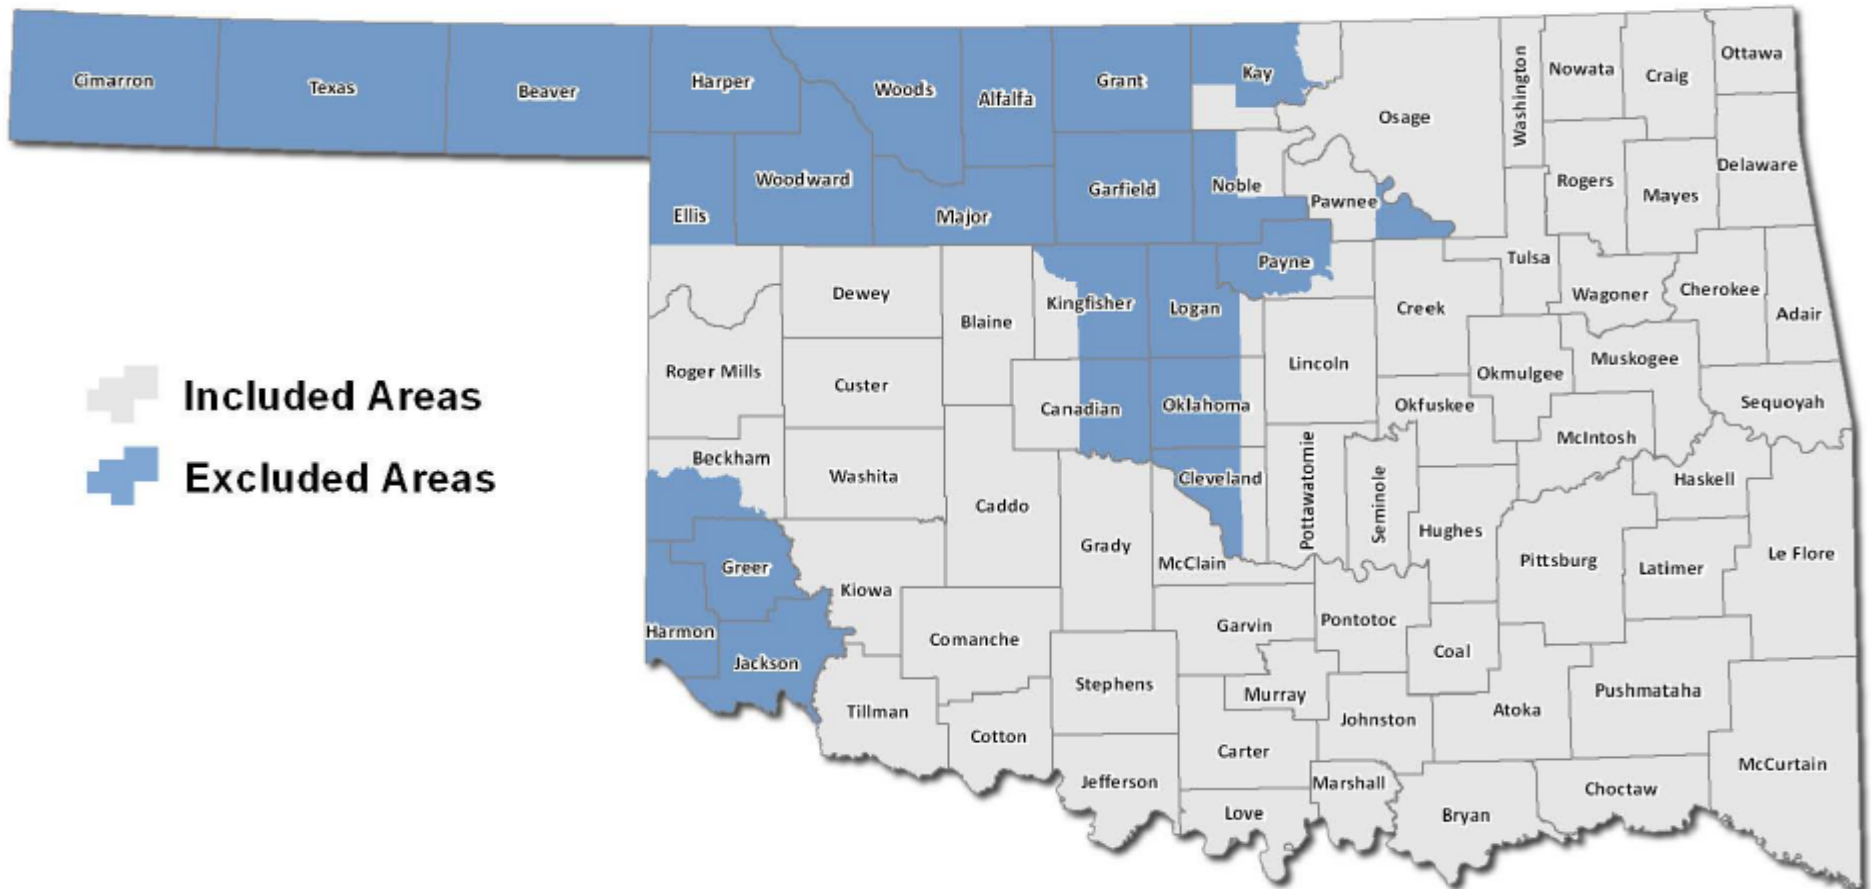 Cimarron
Texas
Beaver
Harper
Woods
Alfalfa
Grant
Kay
Osage
Washington
Nowata
Craig
Ottawa
Ellis
Woodward
Major
Garfield
Noble
Pawnee
Rogers
Mayes
Delaware
Dewey
Blaine
Kingfisher
Logan
Payne
Creek
Tulsa
Wagoner
Cherokee
Adair
Roger Mills
Custer
Canadian
Oklahoma
Lincoln
Okfuskee
Okmulgee
Muskogee
Sequoyah
Included Areas
Excluded Areas
Beckham
Washita
Caddo
Grady
Cleveland
McClain
Pottawatomie
Seminole
Hughes
McIntosh
Haskell
Pittsburg
Latimer
Le Flore
Greer
Kiowa
Harmon
Jackson
Comanche
Garvin
Pontotoc
Coal
Tillman
Cotton
Stephens
Murray
Johnston
Atoka
Pushmataha
Carter
Jefferson
Love
Marshall
Bryan
Choctaw
McCurtain